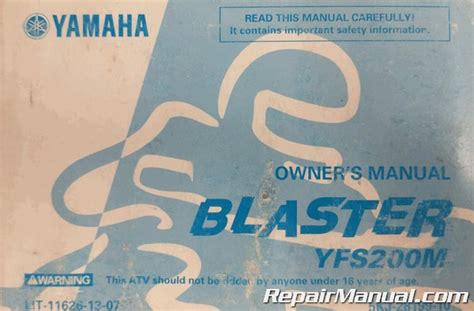 READ THIS MANUAL CAREFULLY!
It contains important safety information.
YAMAHA
OWNER'S MANUAL
BLASTER
YFS200M
WARNING This ATV should not be ridden by anyone under 16 years of age.
LIT-11626-13-07
RepairManual.com